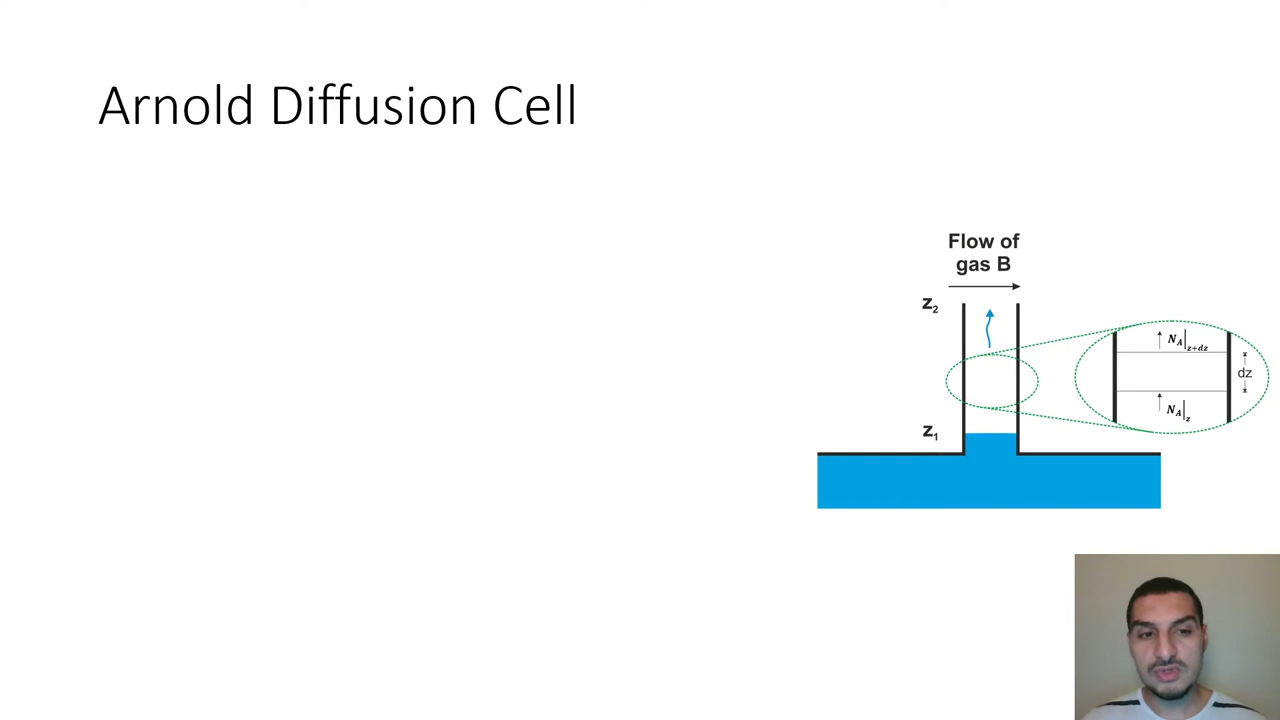 Arnold Diffusion Cell
Flow of
gas B
z2
z1
NA|z+dz
dz
NA|z